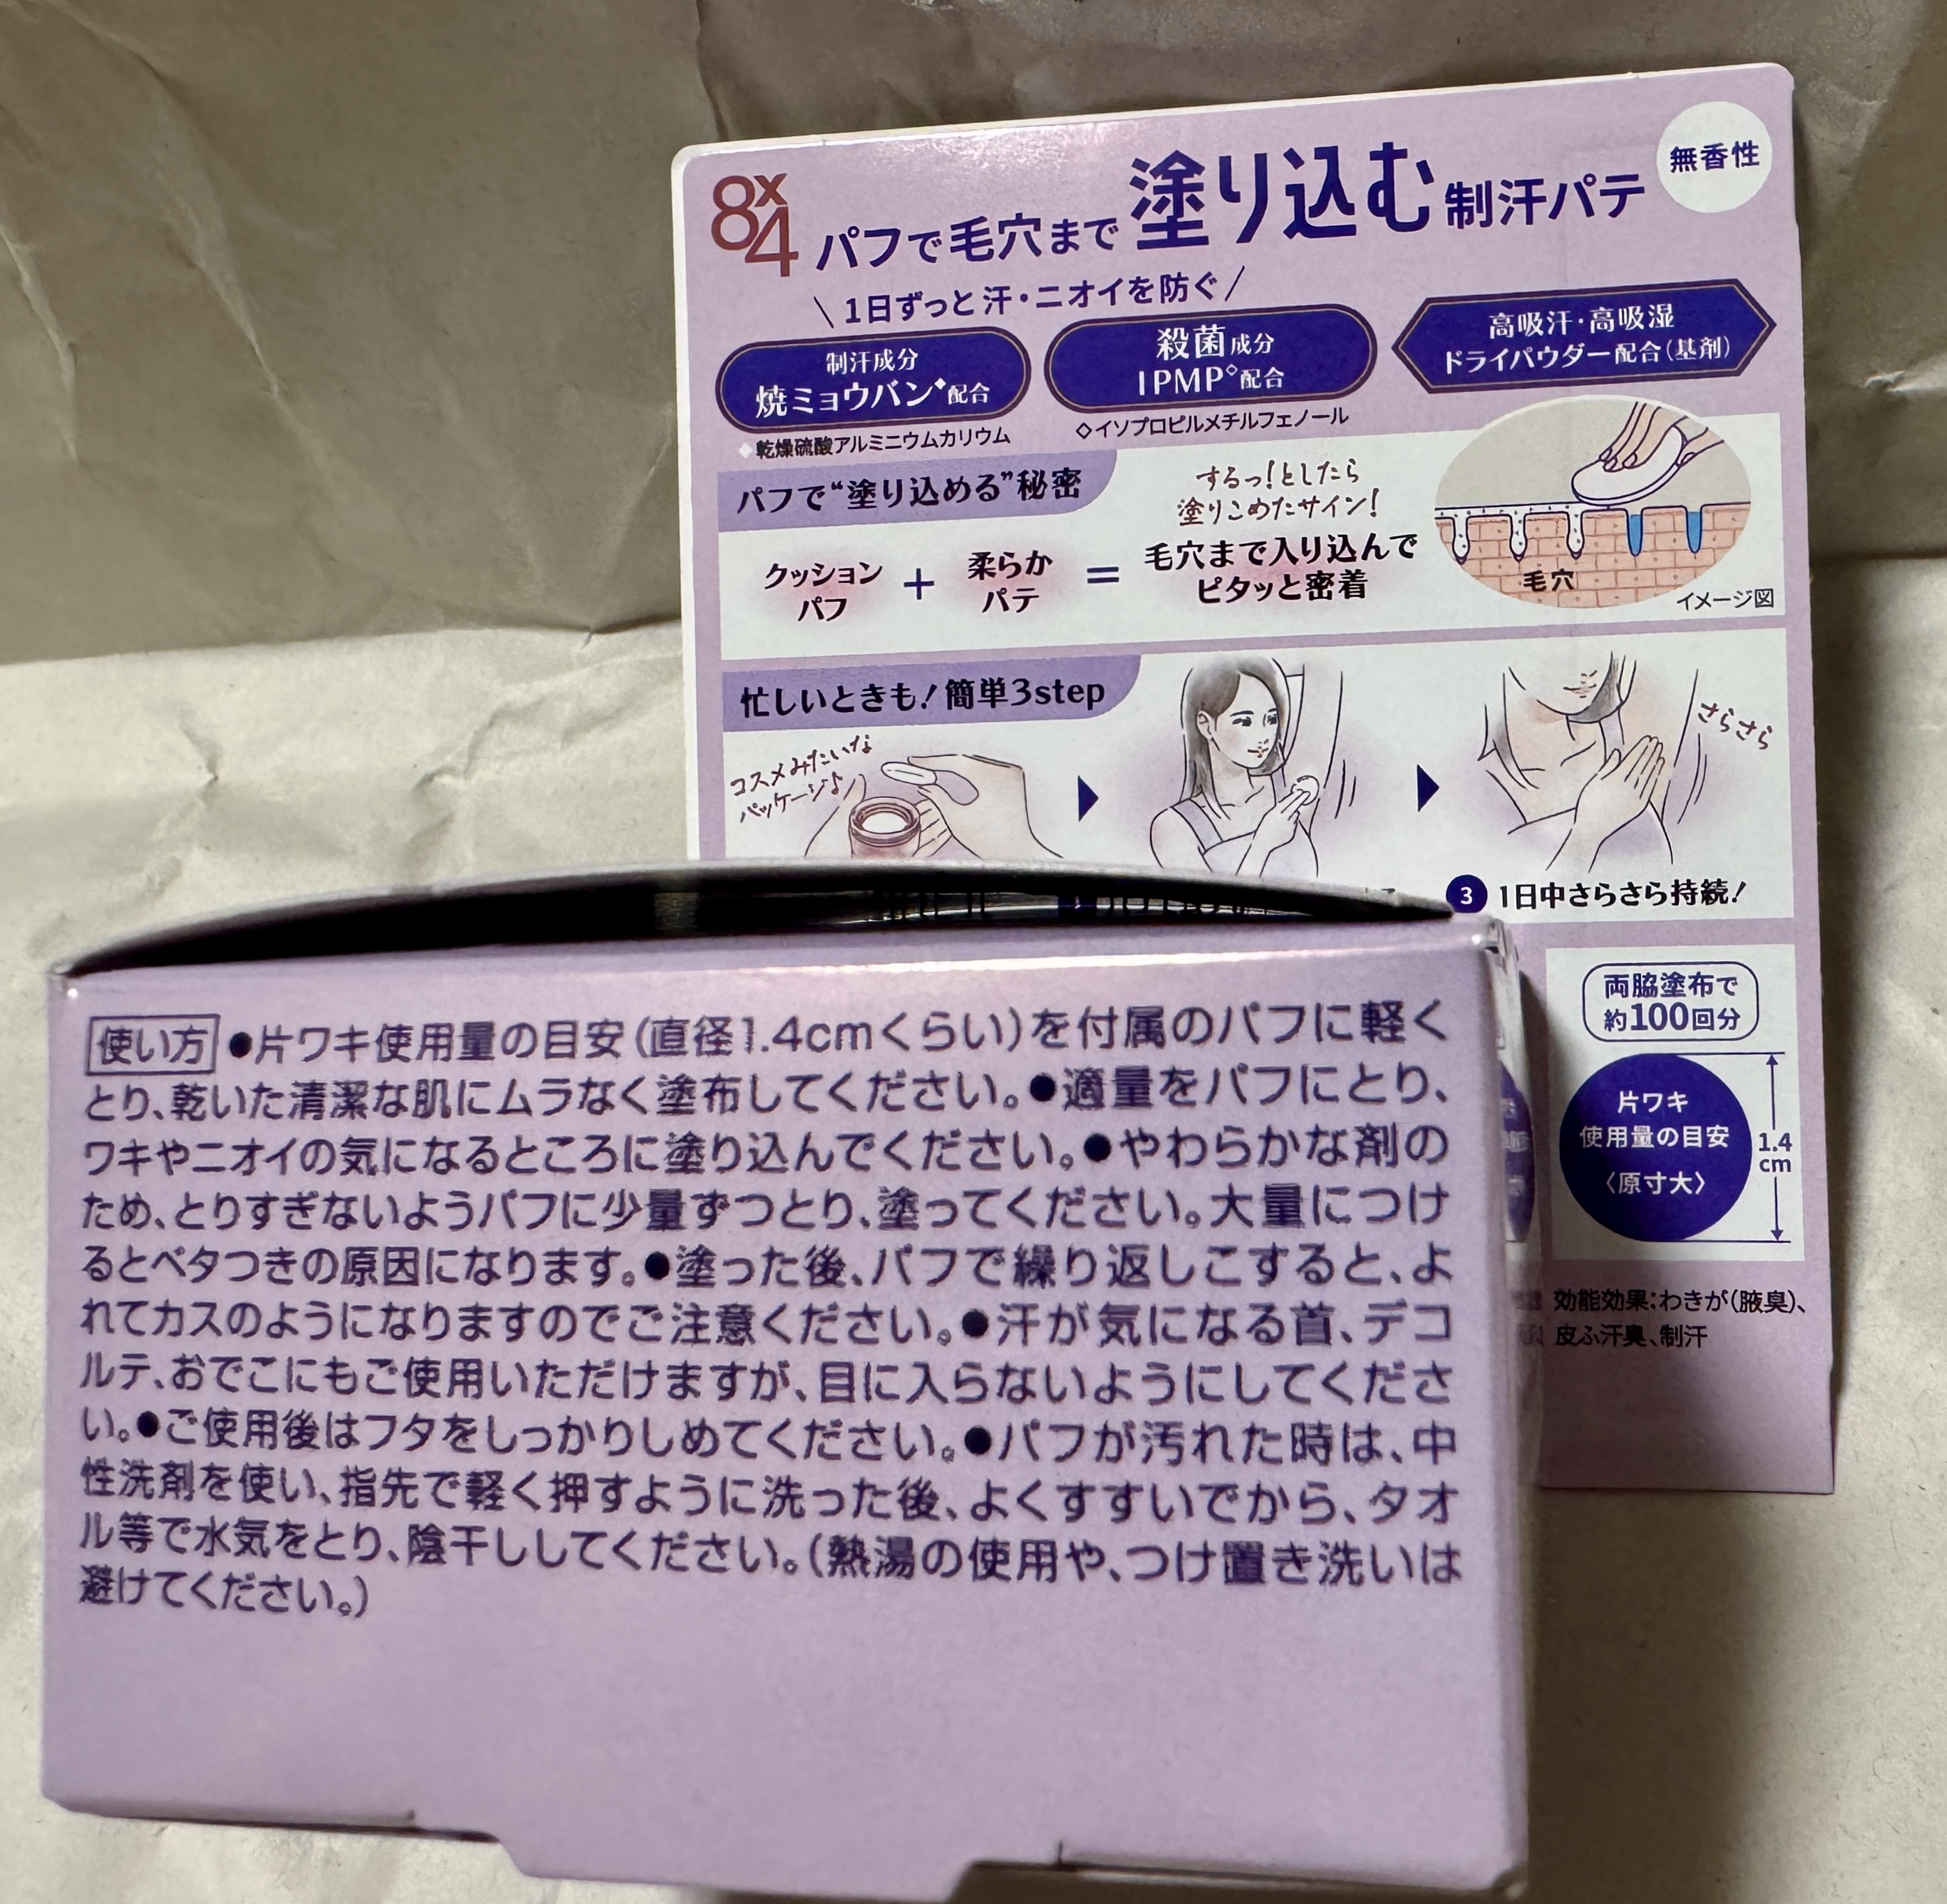 8x4
パフで毛穴まで塗り込む制汗パテ
無香性
\ 1日ずっと汗・ニオイを防ぐ /
制汗成分
焼ミョウバン◆配合
殺菌成分
IPMP◇配合
高吸汗・高吸湿
ドライパウダー配合(基剤)
◆乾燥硫酸アルミニウムカリウム
◇イソプロピルメチルフェノール
パフで“塗り込める”秘密
クッション
パフ
+
柔らか
パテ
=
するっ!としたら
塗りこめたサイン!
毛穴まで入り込んで
ピタッと密着
毛穴
イメージ図
忙しいときも!簡単3step
コスメみたいな
パッケージ♪
さらさら
3 1日中さらさら持続!
両脇塗布で
約100回分
片ワキ
使用量の目安
〈原寸大〉
1.4
cm
効能効果:わきが(腋臭)、
皮ふ汗臭、制汗
使い方 ●片ワキ使用量の目安(直径1.4cmくらい)を付属のパフに軽く
とり、乾いた清潔な肌にムラなく塗布してください。●適量をパフにとり、
ワキやニオイの気になるところに塗り込んでください。●やわらかな剤の
ため、とりすぎないようパフに少量ずつとり、塗ってください。大量につけ
るとベタつきの原因になります。●塗った後、パフで繰り返しこすると、よ
れてカスのようになりますのでご注意ください。●汗が気になる首、デコ
ルテ、おでこにもご使用いただけますが、目に入らないようにしてくださ
い。●ご使用後はフタをしっかりしめてください。●パフが汚れた時は、中
性洗剤を使い、指先で軽く押すように洗った後、よくすすいでから、タオ
ル等で水気をとり、陰干ししてください。(熱湯の使用や、つけ置き洗いは
避けてください。)